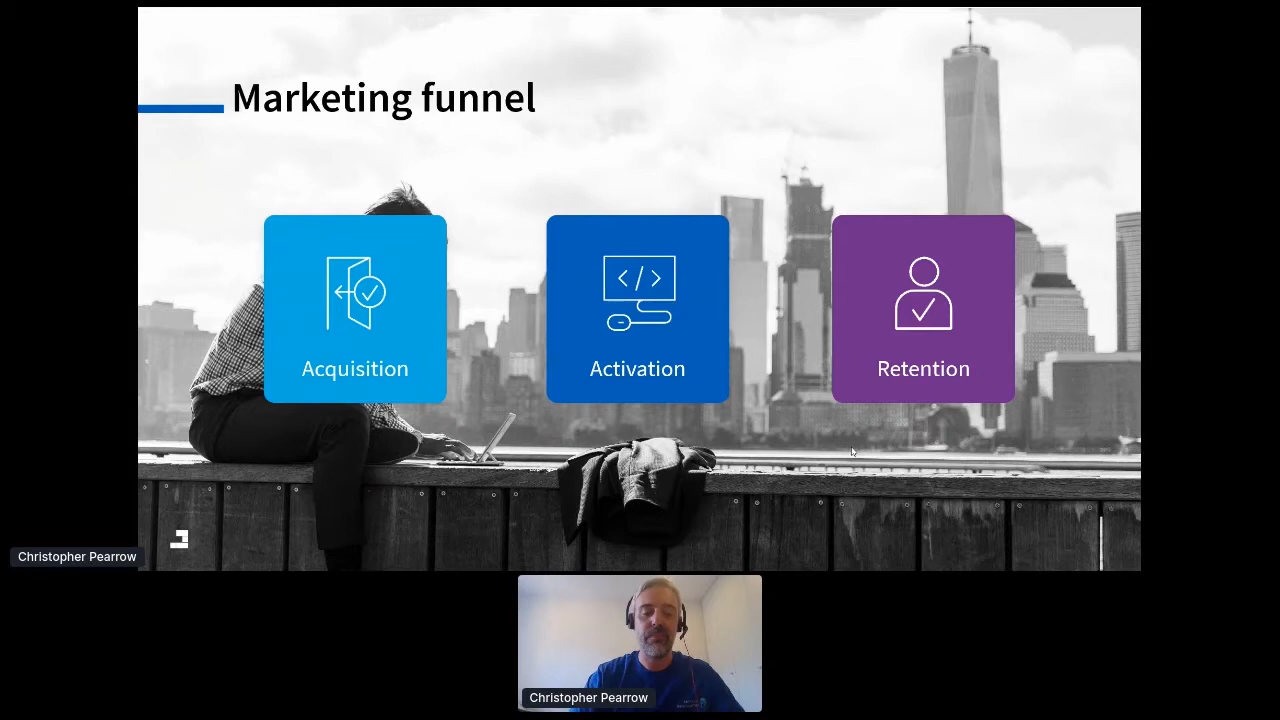 Marketing funnel
</>
Acquisition
Activation
Retention
Christopher Pearrow
Christopher Pearrow